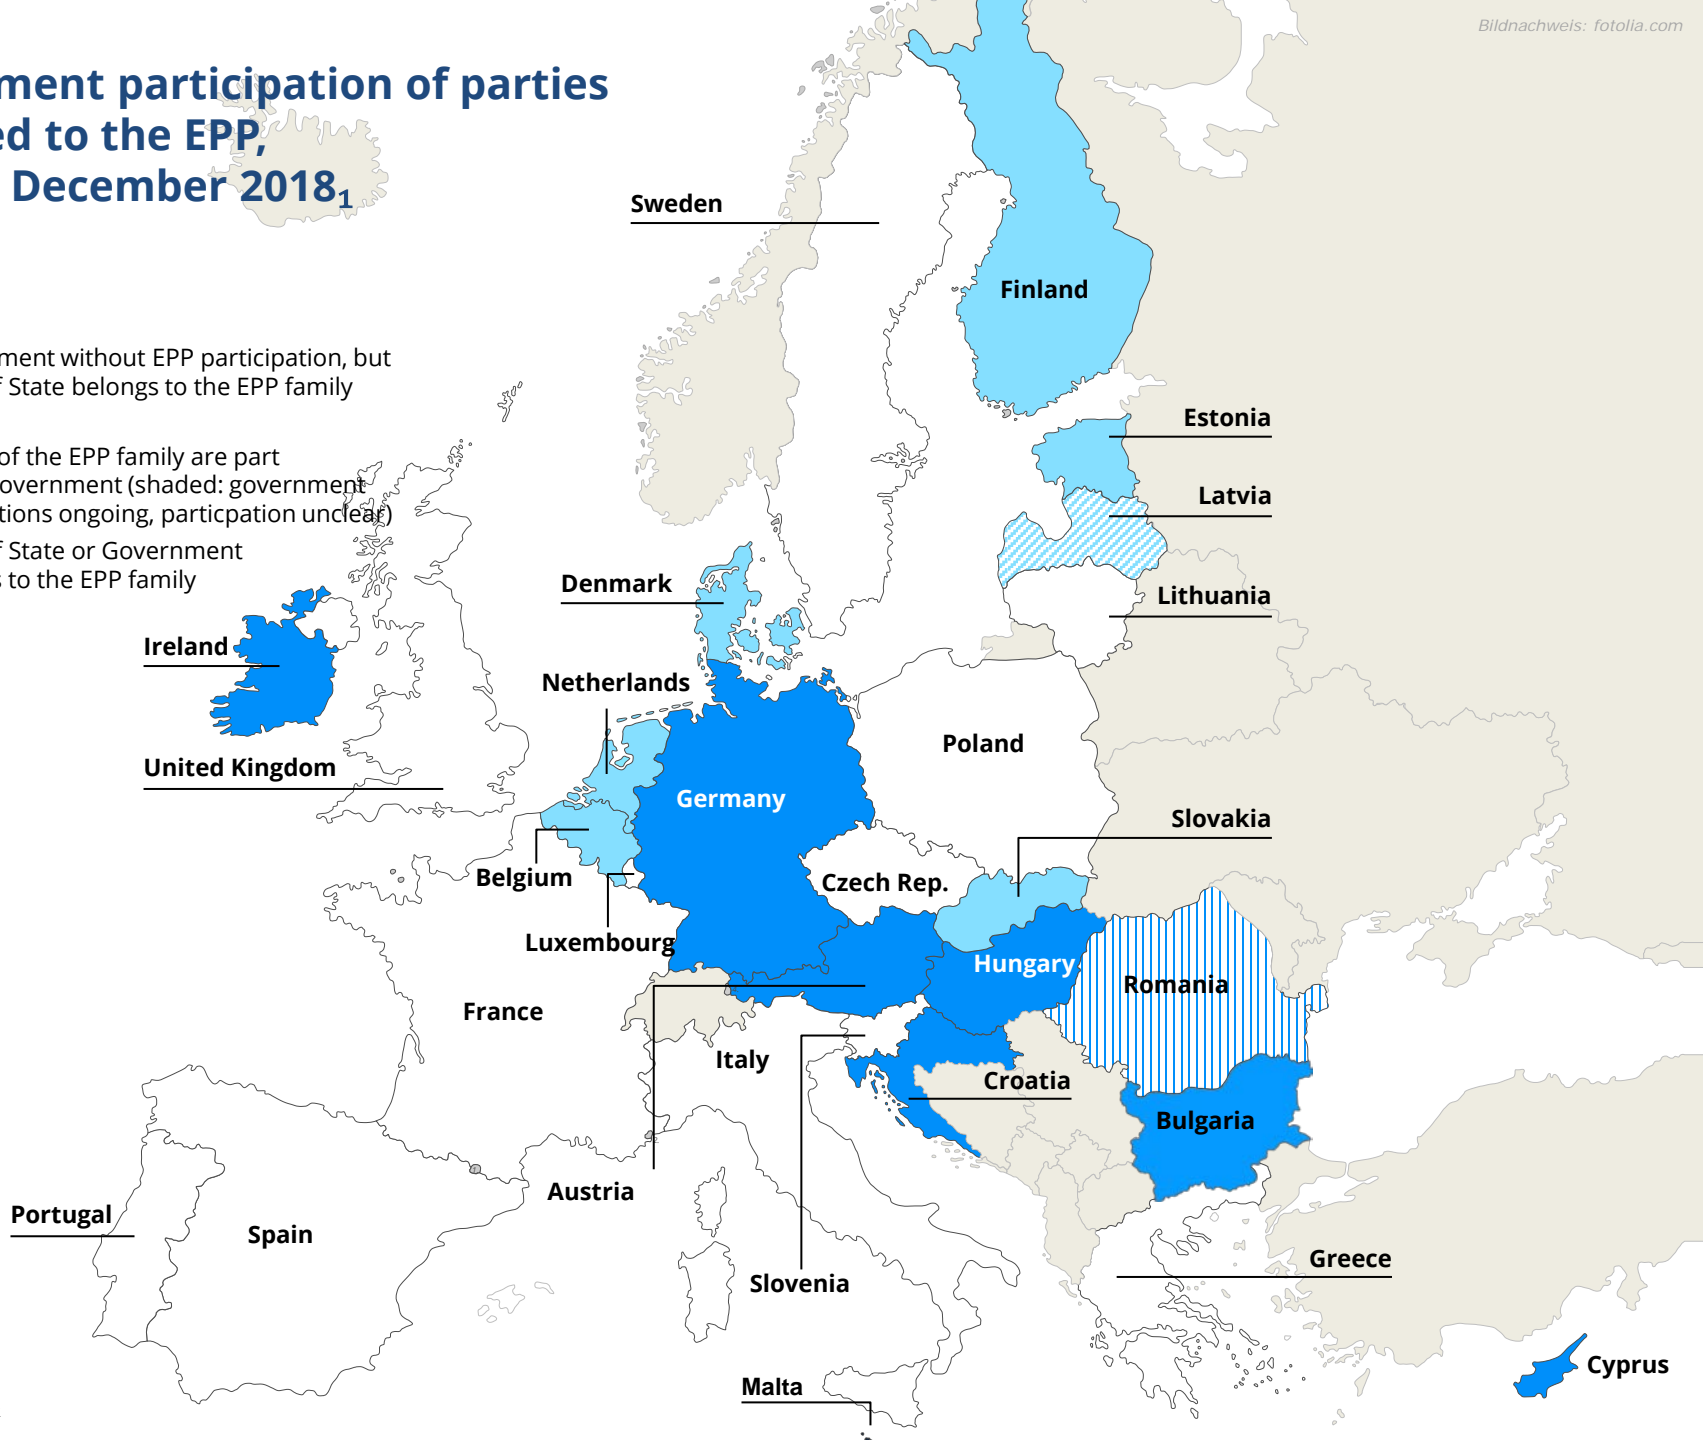 Bildnachweis: fotolia.com
ment participation of parties
ed to the EPP,
December 2018₁
ment without EPP participation, but
f State belongs to the EPP family
of the EPP family are part
overnment (shaded: government
tions ongoing, particpation unclear)
f State or Government
s to the EPP family
Sweden
Finland
Estonia
Latvia
Lithuania
Denmark
Ireland
Netherlands
United Kingdom
Poland
Germany
Slovakia
Belgium
Czech Rep.
Luxembourg
Hungary
Romania
France
Italy
Croatia
Bulgaria
Austria
Portugal
Spain
Slovenia
Greece
Malta
Cyprus